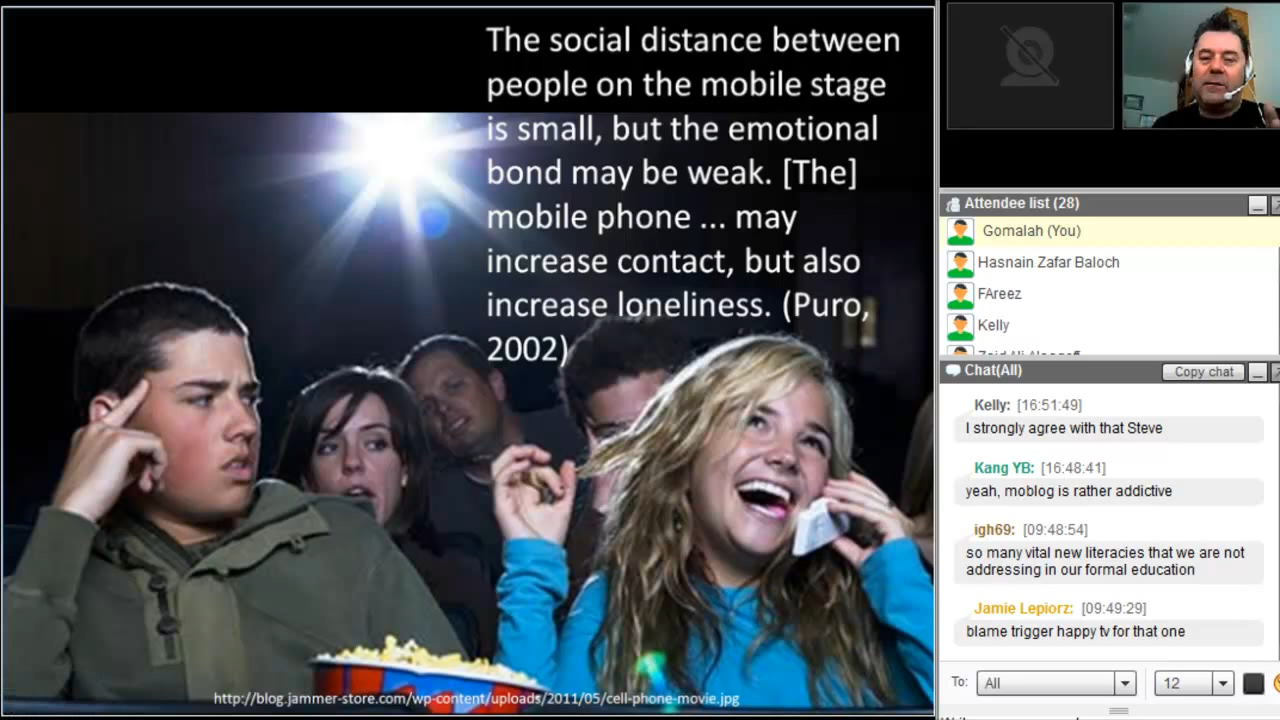 The social distance between
people on the mobile stage
is small, but the emotional
bond may be weak. [The]
mobile phone ... may
increase contact, but also
increase loneliness. (Puro,
2002)
http://blog.jammer-store.com/wp-content/uploads/2011/05/cell-phone-movie.jpg
Attendee list (28)
Gomalah (You)
Hasnain Zafar Baloch
FAreez
Kelly
Chat(All)
Copy chat
Kelly: [16:51:49]
I strongly agree with that Steve
Kang YB: [16:48:41]
yeah, moblog is rather addictive
igh69: [09:48:54]
so many vital new literacies that we are not
addressing in our formal education
Jamie Lepiorz: [09:49:29]
blame trigger happy tv for that one
To: All 12